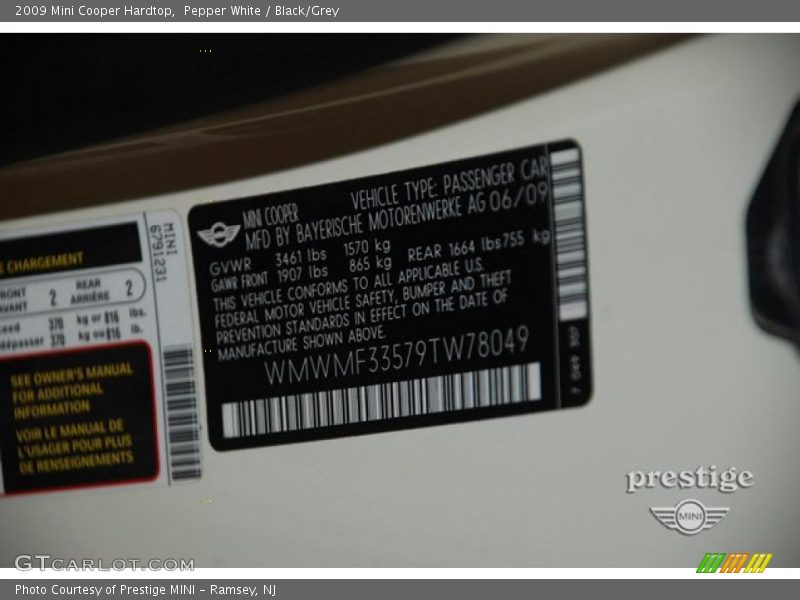 2009 Mini Cooper Hardtop, Pepper White / Black/Grey
CHARGEMENT
FRONT
AVANT 2
REAR
ARRIÈRE 2
370 kg or 816 lbs.
370 kg ou 816 lb.
SEE OWNER'S MANUAL
FOR ADDITIONAL
INFORMATION
VOIR LE MANUEL DE
L'USAGER POUR PLUS
DE RENSEIGNEMENTS
MINI
6791231
MINI COOPER
VEHICLE TYPE: PASSENGER CAR
MFD BY BAYERISCHE MOTORENWERKE AG 06/09
GVWR 3461 lbs 1570 kg
GAWR FRONT 1907 lbs 865 kg REAR 1664 lbs 755 kg
THIS VEHICLE CONFORMS TO ALL APPLICABLE U.S.
FEDERAL MOTOR VEHICLE SAFETY, BUMPER AND THEFT
PREVENTION STANDARDS IN EFFECT ON THE DATE OF
MANUFACTURE SHOWN ABOVE.
WMWMF33579TW78049
prestige
MINI
GTCARLOT.COM
Photo Courtesy of Prestige MINI - Ramsey, NJ